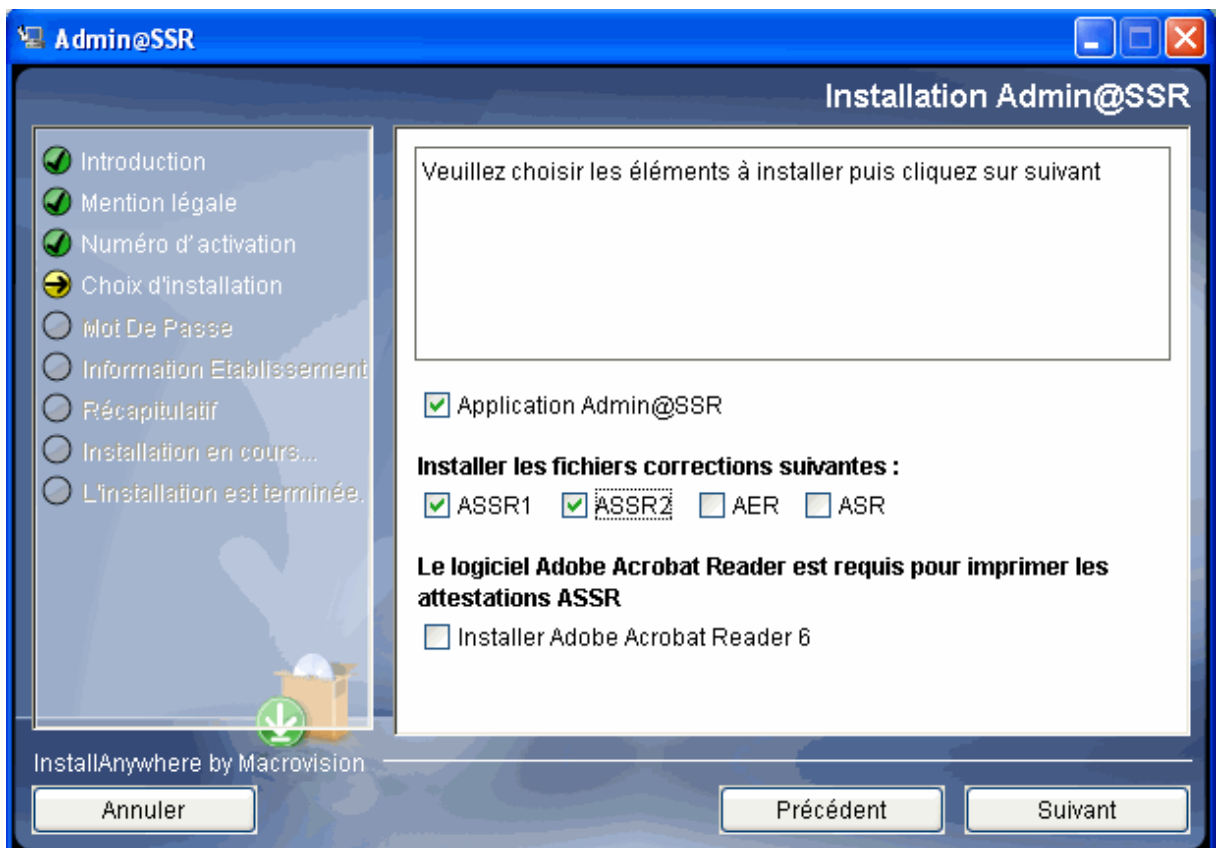 Admin@SSR
Installation Admin@SSR
Introduction
Mention légale
Numéro d'activation
Choix d'installation
Mot De Passe
Information Etablissement
Récapitulatif
Installation en cours...
L'installation est terminée.
Veuillez choisir les éléments à installer puis cliquez sur suivant
Application Admin@SSR
Installer les fichiers corrections suivantes :
ASSR1 ASSR2 AER ASR
Le logiciel Adobe Acrobat Reader est requis pour imprimer les
attestations ASSR
Installer Adobe Acrobat Reader 6
InstallAnywhere by Macrovision
Annuler Précédent Suivant